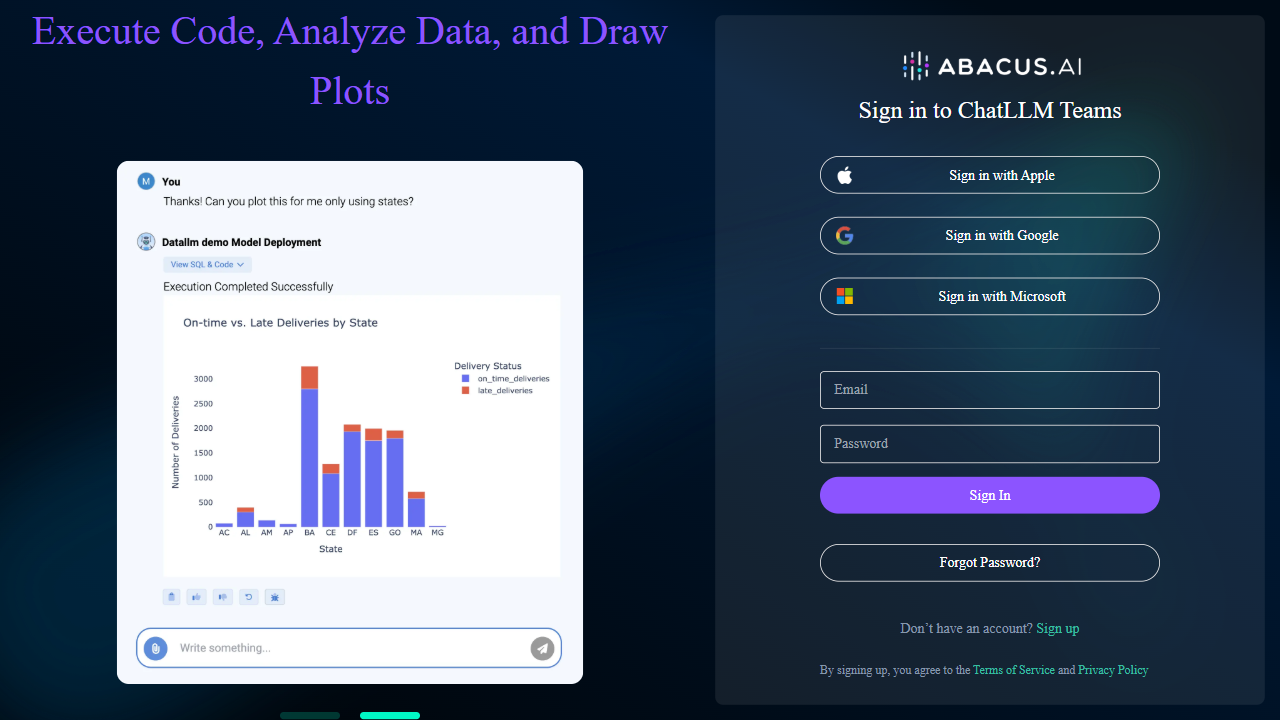 Execute Code, Analyze Data, and Draw
Plots
M You
Thanks! Can you plot this for me only using states?
Datallm demo Model Deployment
View SQL & Code
Execution Completed Successfully
On-time vs. Late Deliveries by State
Delivery Status
on_time_deliveries
late_deliveries
Number of Deliveries
3000
2500
2000
1500
1000
500
0
AC AL AM AP BA CE DF ES GO MA MG
State
Write something...
ABACUS.AI
Sign in to ChatLLM Teams
Sign in with Apple
Sign in with Google
Sign in with Microsoft
Email
Password
Sign In
Forgot Password?
Don’t have an account? Sign up
By signing up, you agree to the Terms of Service and Privacy Policy